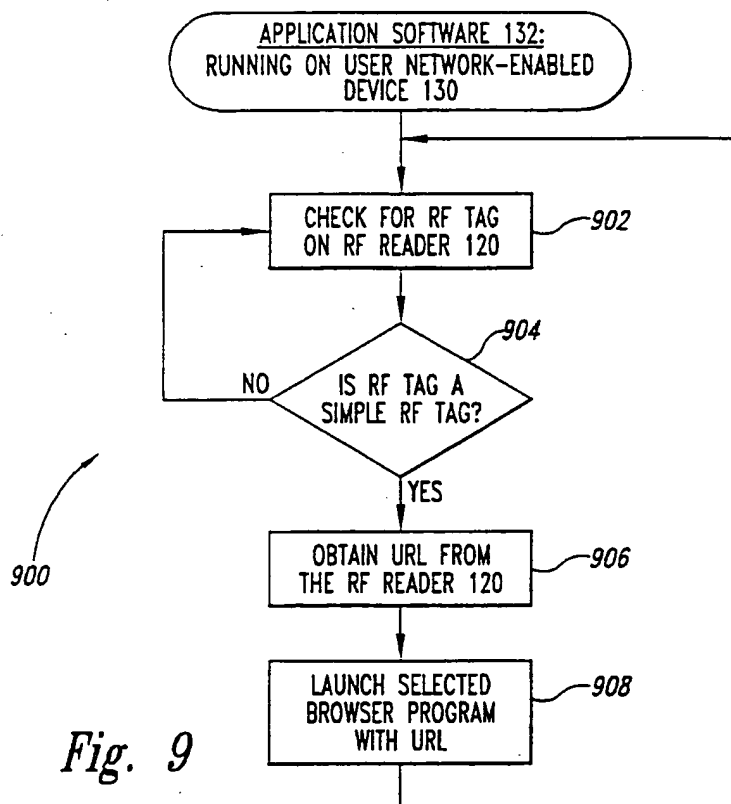 APPLICATION SOFTWARE 132:
RUNNING ON USER NETWORK-ENABLED
DEVICE 130
CHECK FOR RF TAG
ON RF READER 120
902
904
NO
IS RF TAG A
SIMPLE RF TAG?
YES
900
OBTAIN URL FROM
THE RF READER 120
906
LAUNCH SELECTED
BROWSER PROGRAM
WITH URL
908
Fig. 9